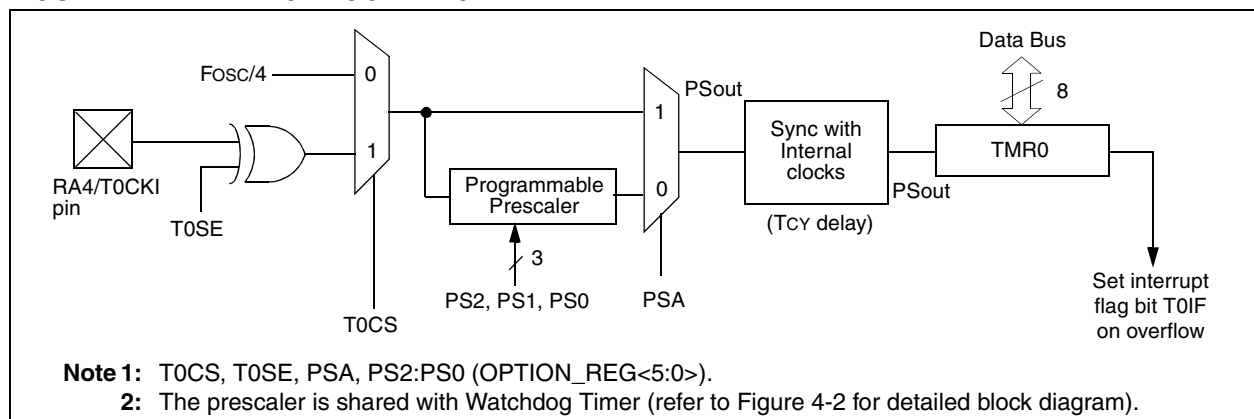 Data Bus
8
FOSC/4
0
1
PSout
1
0
Sync with
Internal
clocks
TMR0
RA4/T0CKI
pin
T0SE
Programmable
Prescaler
PSout
(TCY delay)
3
PS2, PS1, PS0
PSA
T0CS
Set interrupt
flag bit T0IF
on overflow
Note 1: T0CS, T0SE, PSA, PS2:PS0 (OPTION_REG<5:0>).
2: The prescaler is shared with Watchdog Timer (refer to Figure 4-2 for detailed block diagram).